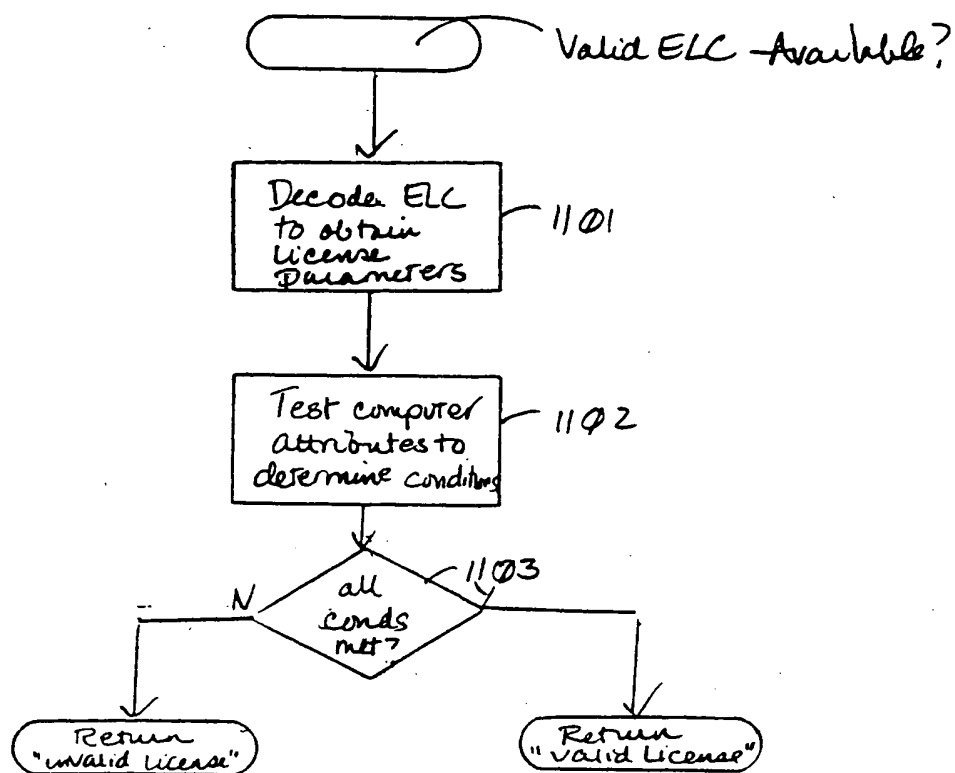 Valid ELC Available?
Decode ELC
to obtain
License
Parameters
1101
Test computer
attributes to
determine conditions
1102
1103
N
all
conds
met?
Return
"invalid License"
Return
"valid License"